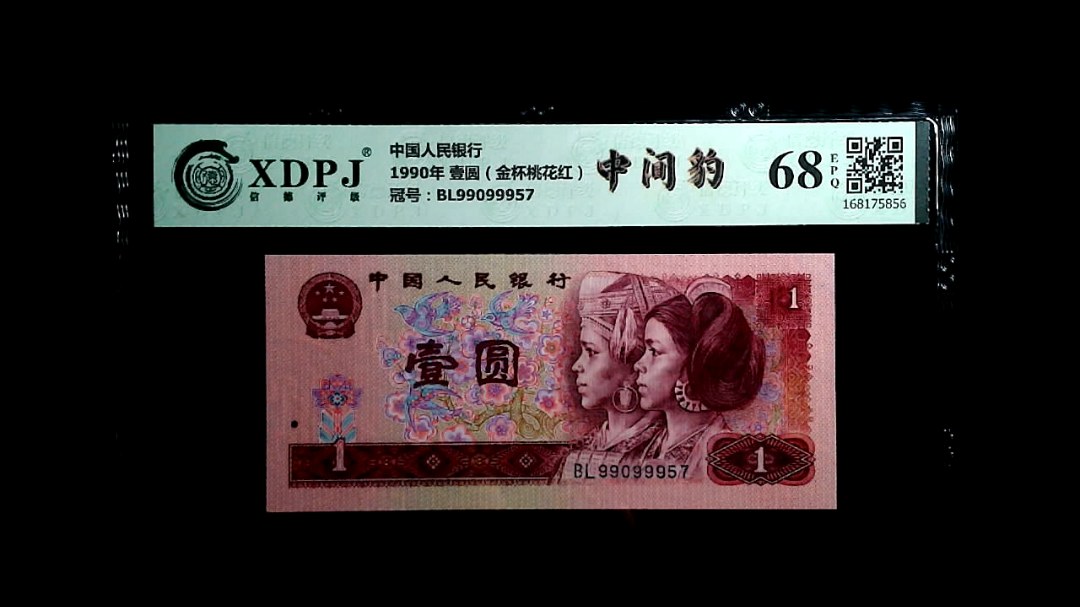 XDPJ®
信德评级
中国人民银行
1990年 壹圆（金杯桃花红）
冠号：BL99099957
中间豹
68
EPQ
168175856
中国人民银行
1
壹圆
1
BL99099957
1